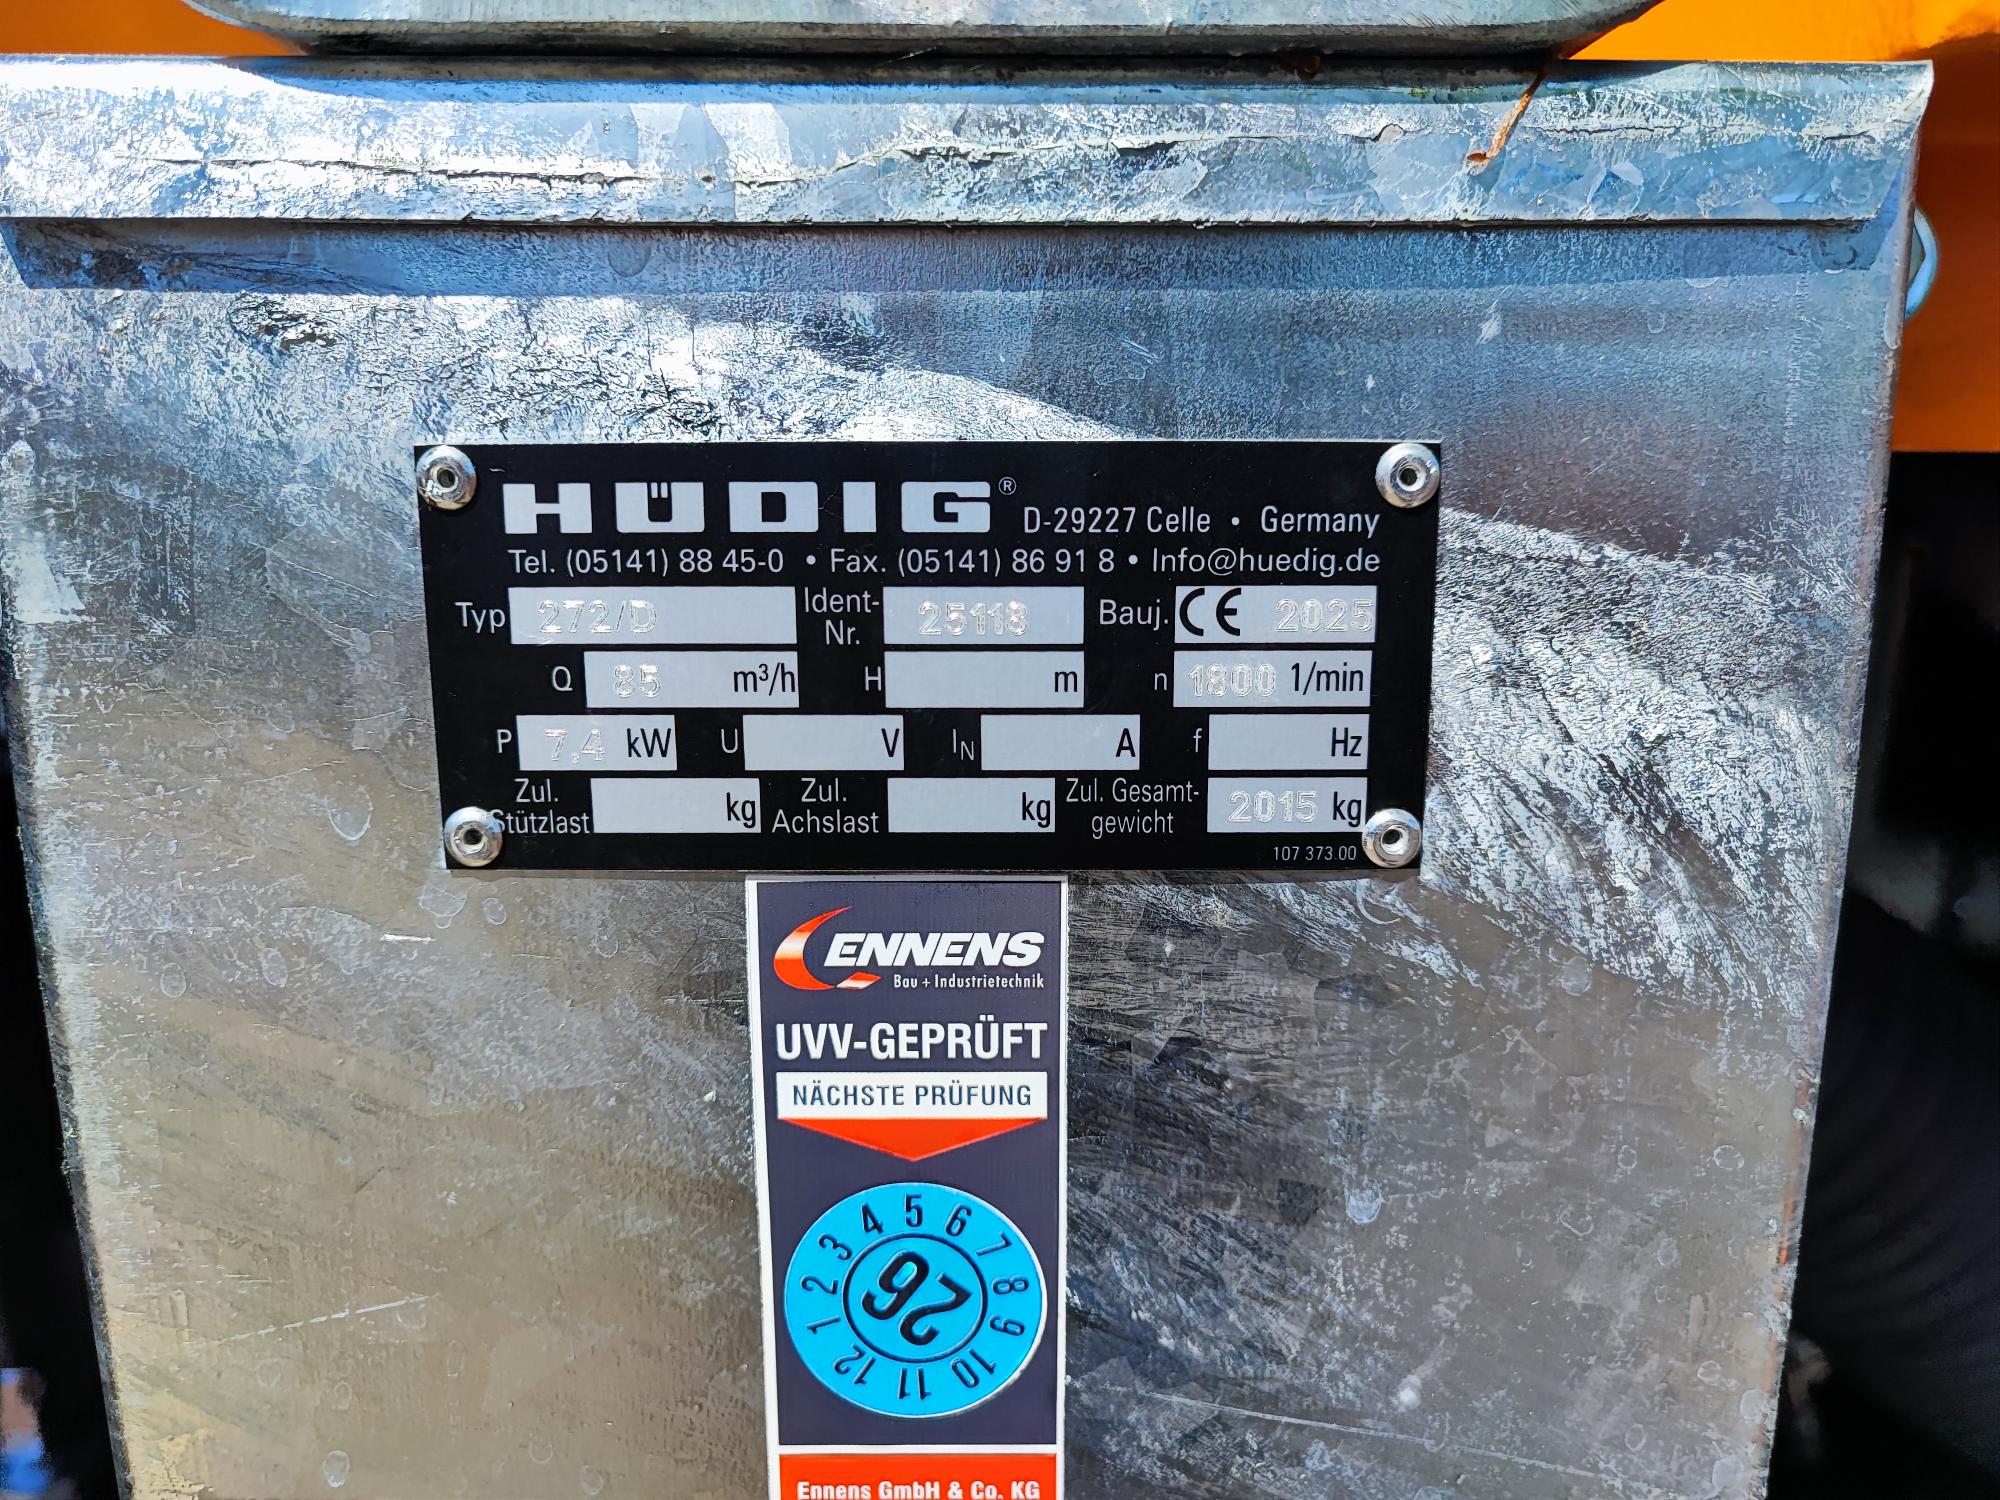 HÜDIG® D-29227 Celle • Germany
Tel. (05141) 88 45-0 • Fax. (05141) 86 91 8 • Info@huedig.de
Typ 272/D Ident-Nr. 25118 Bauj. CE 2025
Q 85 m³/h H m n 1800 1/min
P 7,4 kW U V IN A f Hz
Zul. Stützlast kg Zul. Achslast kg Zul. Gesamt-gewicht 2015 kg
107 373.00
ENNENS
Bau + Industrietechnik
UVV-GEPRÜFT
NÄCHSTE PRÜFUNG
1 2 3 4 5 6 7 8 9 10 11 12
26
Ennens GmbH & Co. KG